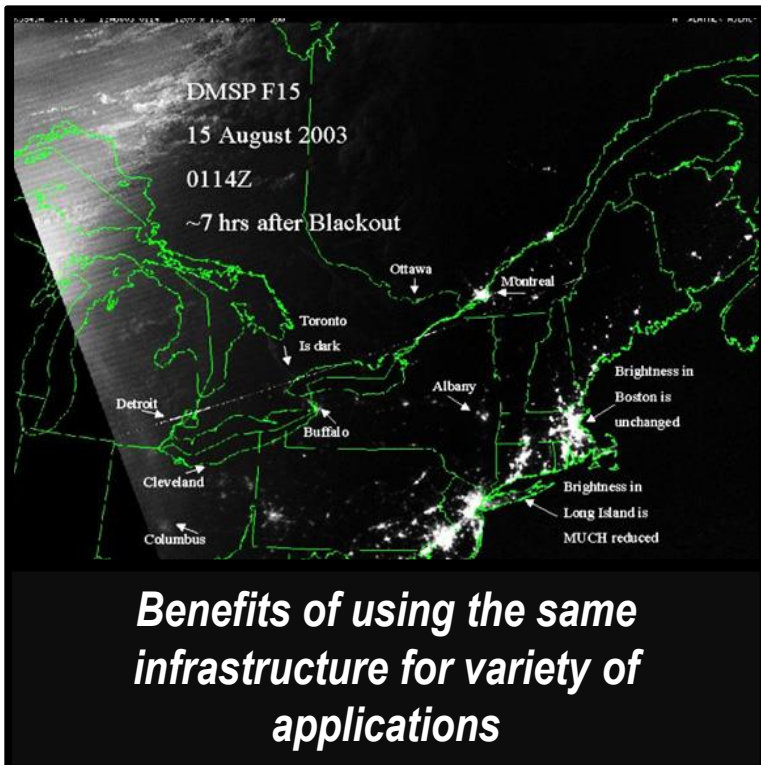 DMSP F15
15 August 2003
0114Z
~7 hrs after Blackout
Ottawa
Montreal
Toronto
Is dark
Detroit
Albany
Brightness in
Boston is
unchanged
Buffalo
Cleveland
Brightness in
Long Island is
MUCH reduced
Columbus
Benefits of using the same
infrastructure for variety of
applications